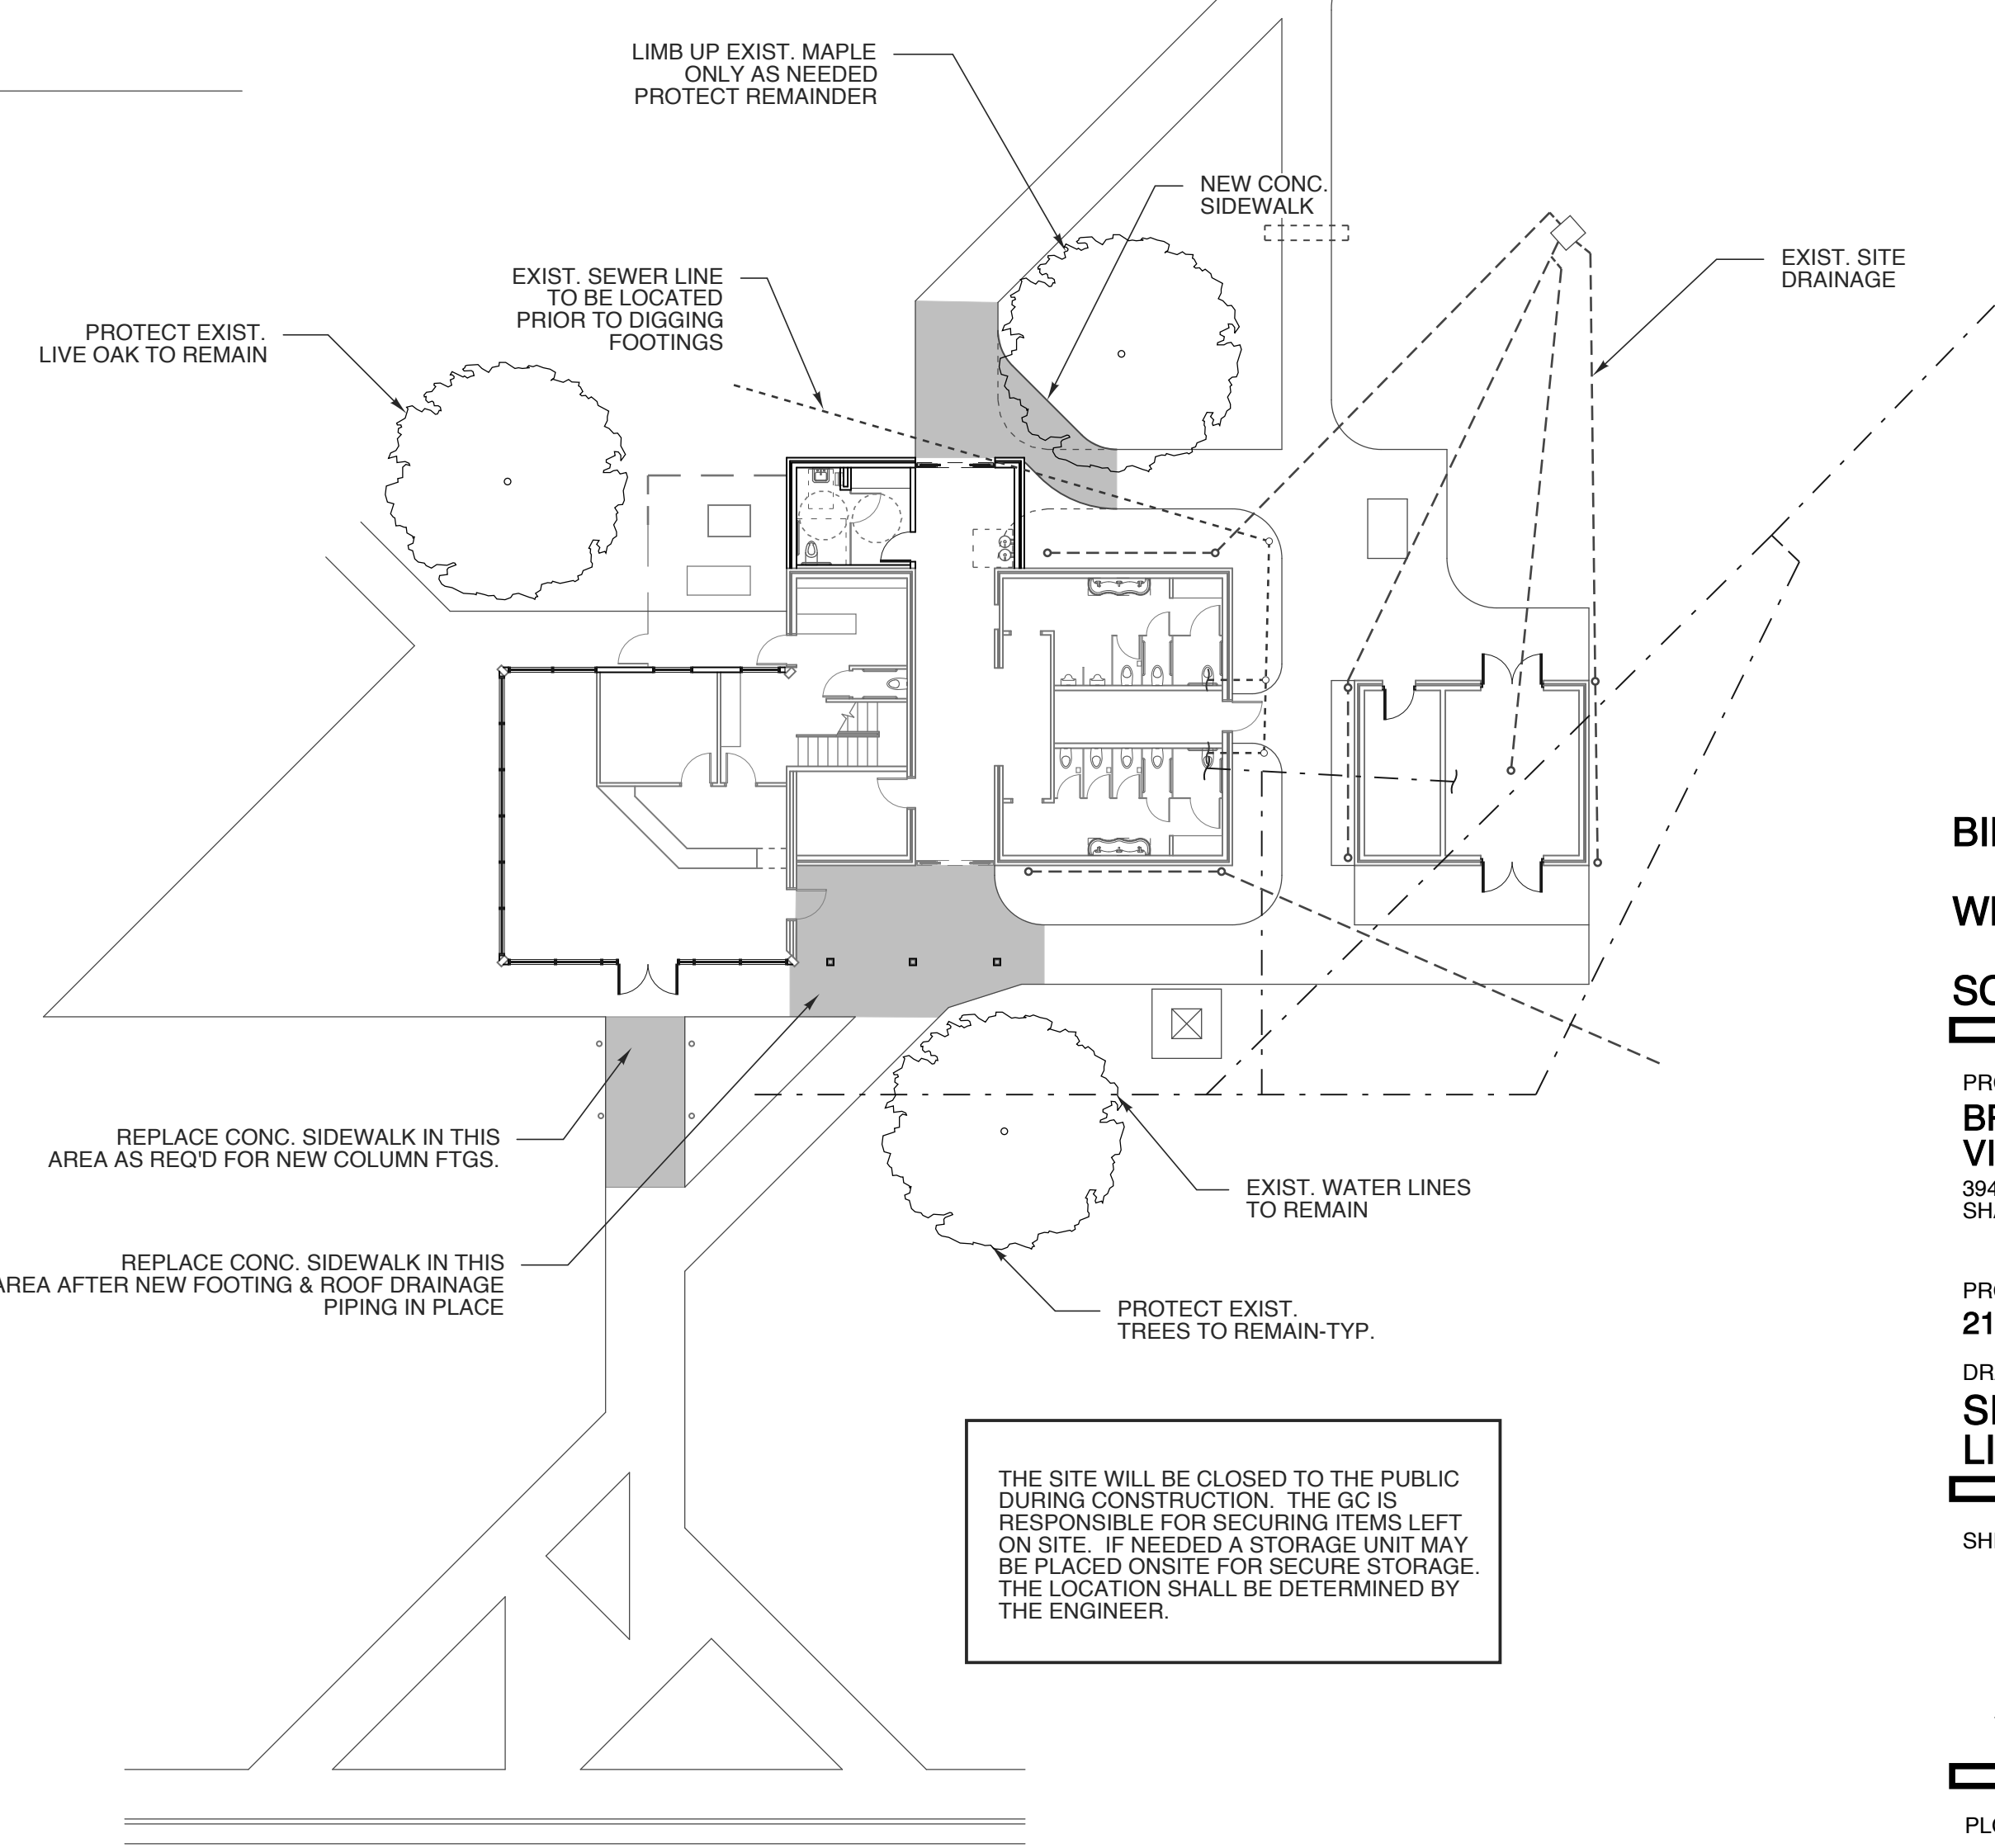 LIMB UP EXIST. MAPLE
ONLY AS NEEDED
PROTECT REMAINDER
NEW CONC.
SIDEWALK
EXIST. SITE
DRAINAGE
EXIST. SEWER LINE
TO BE LOCATED
PRIOR TO DIGGING
FOOTINGS
PROTECT EXIST.
LIVE OAK TO REMAIN
REPLACE CONC. SIDEWALK IN THIS
AREA AS REQ'D FOR NEW COLUMN FTGS.
REPLACE CONC. SIDEWALK IN THIS
AREA AFTER NEW FOOTING & ROOF DRAINAGE
PIPING IN PLACE
EXIST. WATER LINES
TO REMAIN
PROTECT EXIST.
TREES TO REMAIN-TYP.
THE SITE WILL BE CLOSED TO THE PUBLIC
DURING CONSTRUCTION. THE GC IS
RESPONSIBLE FOR SECURING ITEMS LEFT
ON SITE. IF NEEDED A STORAGE UNIT MAY
BE PLACED ONSITE FOR SECURE STORAGE.
THE LOCATION SHALL BE DETERMINED BY
THE ENGINEER.
394
21